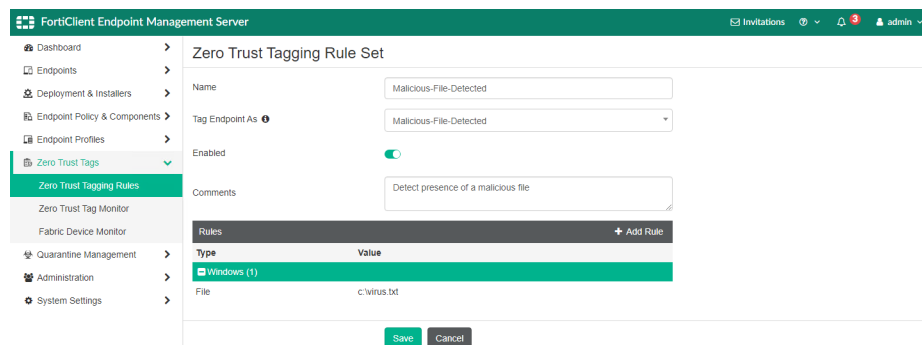 FortiClient Endpoint Management Server
Invitations
3
admin
Dashboard
Endpoints
Deployment & Installers
Endpoint Policy & Components
Endpoint Profiles
Zero Trust Tags
Zero Trust Tagging Rules
Zero Trust Tag Monitor
Fabric Device Monitor
Quarantine Management
Administration
System Settings
Zero Trust Tagging Rule Set
Name Malicious-File-Detected
Tag Endpoint As Malicious-File-Detected
Enabled
Comments Detect presence of a malicious file
Rules + Add Rule
Type Value
Windows (1)
File c:\virus.txt
Save Cancel